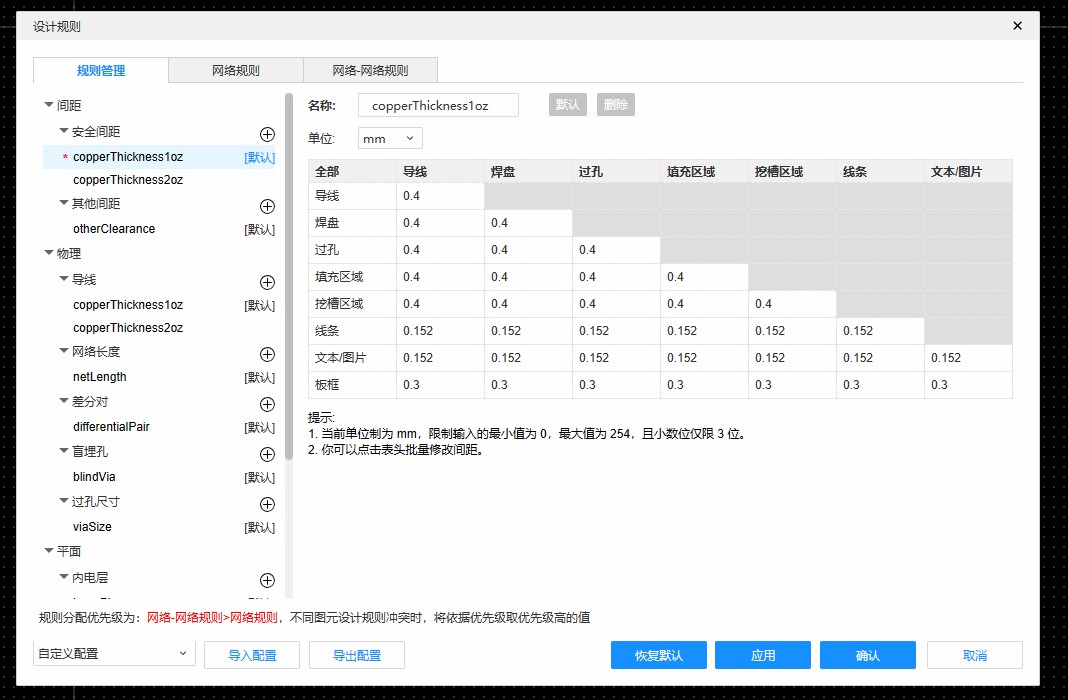 设计规则
规则管理 网络规则 网络-网络规则
间距
安全间距
* copperThickness1oz [默认]
copperThickness2oz
其他间距
otherClearance [默认]
物理
导线
copperThickness1oz [默认]
copperThickness2oz
网络长度
netLength [默认]
差分对
differentialPair [默认]
盲埋孔
blindVia [默认]
过孔尺寸
viaSize [默认]
平面
内电层
名称: copperThickness1oz 默认 删除
单位: mm
全部 导线 焊盘 过孔 填充区域 挖槽区域 线条 文本/图片
导线 0.4
焊盘 0.4 0.4
过孔 0.4 0.4 0.4
填充区域 0.4 0.4 0.4 0.4
挖槽区域 0.4 0.4 0.4 0.4 0.4
线条 0.152 0.152 0.152 0.152 0.152 0.152
文本/图片 0.152 0.152 0.152 0.152 0.152 0.152 0.152
板框 0.3 0.3 0.3 0.3 0.3 0.3 0.3
提示:
1. 当前单位制为 mm，限制输入的最小值为 0，最大值为 254，且小数位仅限 3 位。
2. 你可以点击表头批量修改间距。
规则分配优先级为：网络-网络规则>网络规则，不同图元设计规则冲突时，将依据优先级取优先级高的值
自定义配置 导入配置 导出配置 恢复默认 应用 确认 取消